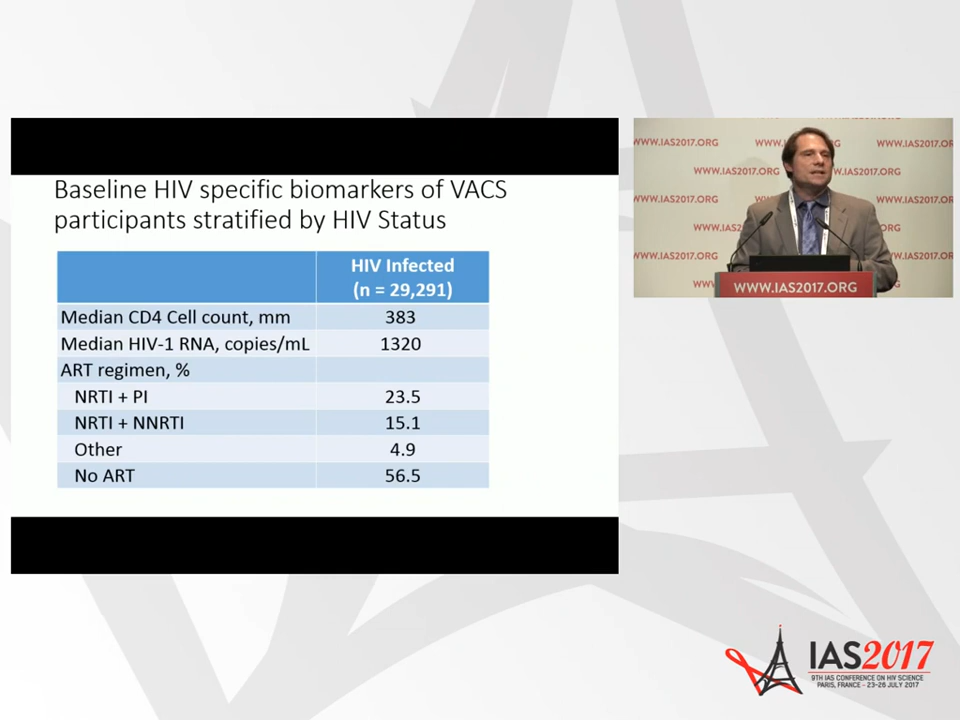 Baseline HIV specific biomarkers of VACS
participants stratified by HIV Status
HIV Infected
(n = 29,291)
Median CD4 Cell count, mm 383
Median HIV-1 RNA, copies/mL 1320
ART regimen, %
NRTI + PI 23.5
NRTI + NNRTI 15.1
Other 4.9
No ART 56.5
WWW.IAS2017.ORG
IAS2017
9TH IAS CONFERENCE ON HIV SCIENCE
PARIS, FRANCE - 23-26 JULY 2017